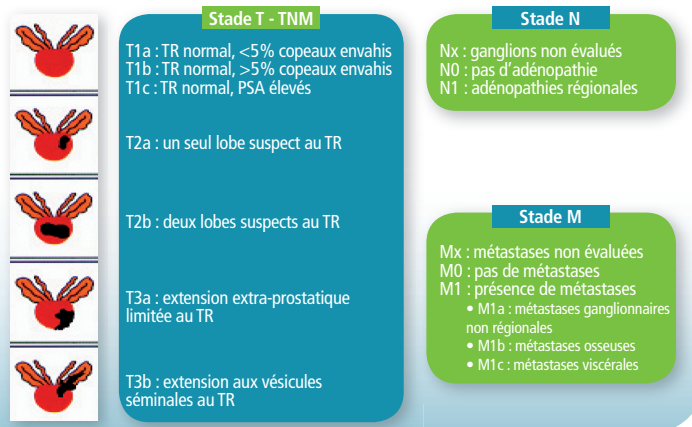 Stade T - TNM
T1a : TR normal, <5% copeaux envahis
T1b : TR normal, >5% copeaux envahis
T1c : TR normal, PSA élevés
T2a : un seul lobe suspect au TR
T2b : deux lobes suspects au TR
T3a : extension extra-prostatique
limitée au TR
T3b : extension aux vésicules
séminales au TR
Stade N
Nx : ganglions non évalués
N0 : pas d'adénopathie
N1 : adénopathies régionales
Stade M
Mx : métastases non évaluées
M0 : pas de métastases
M1 : présence de métastases
• M1a : métastases ganglionnaires
non régionales
• M1b : métastases osseuses
• M1c : métastases viscérales